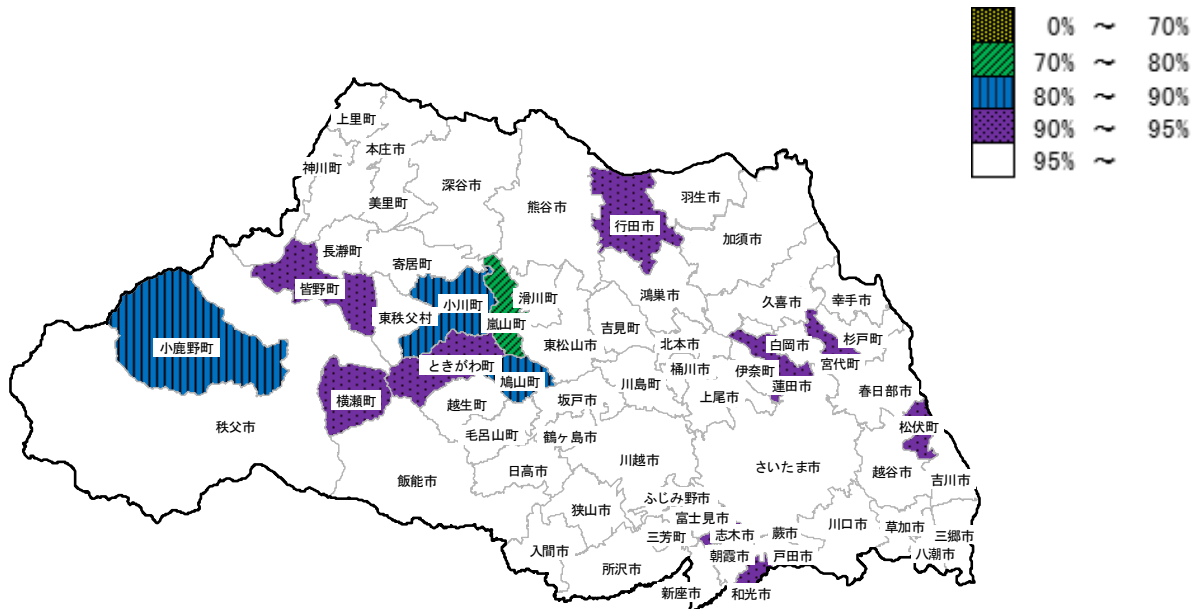 0% ～ 70%
70% ～ 80%
80% ～ 90%
90% ～ 95%
95% ～
上里町
本庄市
神川町
美里町
深谷市
熊谷市
行田市
羽生市
加須市
長瀞町
寄居町
皆野町
小川町
滑川町
東秩父村
嵐山町
小鹿野町
ときがわ町
東松山市
吉見町
鴻巣市
北本市
久喜市
幸手市
白岡市
杉戸町
宮代町
伊奈町
蓮田市
桶川市
上尾市
川島町
鳩山町
横瀬町
越生町
坂戸市
春日部市
松伏町
秩父市
毛呂山町
鶴ヶ島市
川越市
さいたま市
越谷市
吉川市
飯能市
日高市
狭山市
ふじみ野市
富士見市
三芳町
志木市
蕨市
川口市
草加市
三郷市
八潮市
入間市
所沢市
朝霞市
戸田市
新座市
和光市